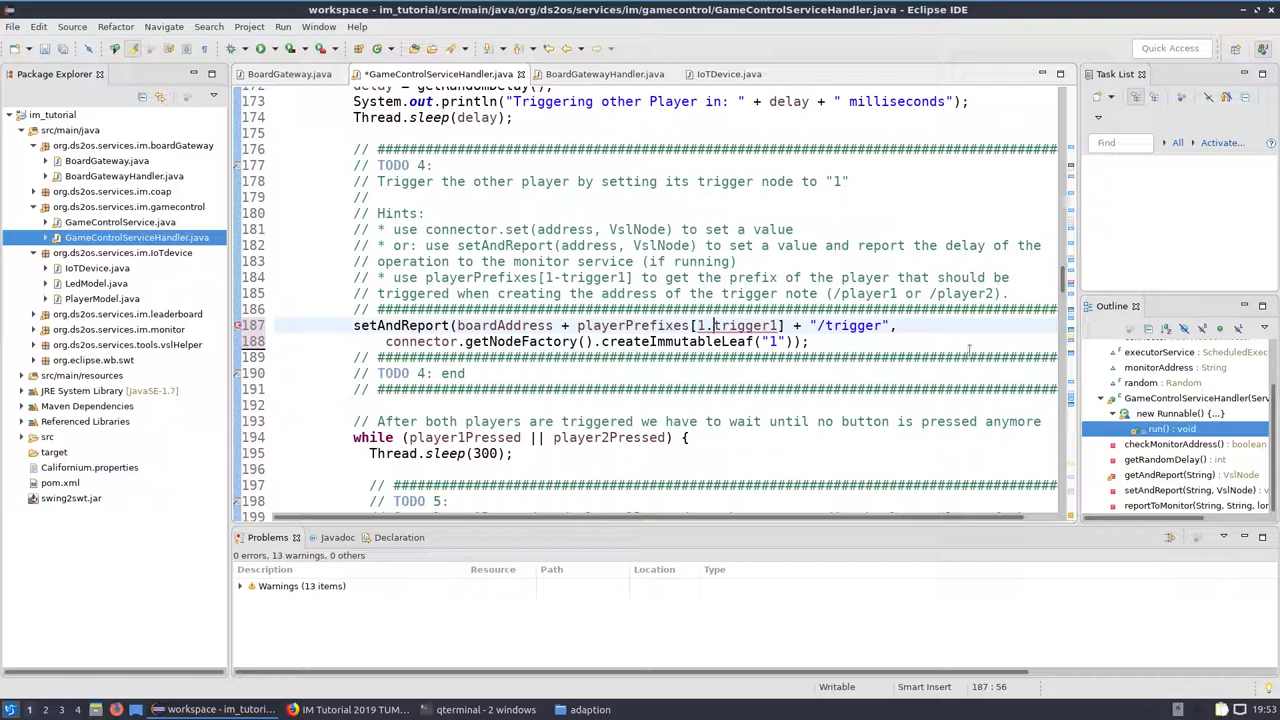 workspace - im_tutorial/src/main/java/org/ds2os/services/im/gamecontrol/GameControlServiceHandler.java - Eclipse IDE
File Edit Source Refactor Navigate Search Project Run Window Help
Quick Access
Package Explorer
BoardGateway.java
*GameControlServiceHandler.java
BoardGatewayHandler.java
IoTDevice.java
Task List
im_tutorial
src/main/java
org.ds2os.services.im.boardGateway
BoardGateway.java
BoardGatewayHandler.java
org.ds2os.services.im.coap
org.ds2os.services.im.gamecontrol
GameControlService.java
GameControlServiceHandler.java
org.ds2os.services.im.IoTdevice
IoTDevice.java
LedModel.java
PlayerModel.java
org.ds2os.services.im.leaderboard
org.ds2os.services.im.monitor
org.ds2os.services.tools.vslHelper
org.eclipse.wb.swt
src/main/resources
JRE System Library [JavaSE-1.7]
Maven Dependencies
Referenced Libraries
src
target
Californium.properties
pom.xml
swing2swt.jar
172 delay = getRandomDelay();
173 System.out.println("Triggering other Player in: " + delay + " milliseconds");
174 Thread.sleep(delay);
175
176 // #####################################################################################
177 // TODO 4:
178 // Trigger the other player by setting its trigger node to "1"
179 //
180 // Hints:
181 // * use connector.set(address, VslNode) to set a value
182 // * or: use setAndReport(address, VslNode) to set a value and report the delay of the
183 // operation to the monitor service (if running)
184 // * use playerPrefixes[1-trigger1] to get the prefix of the player that should be
185 // triggered when creating the address of the trigger note (/player1 or /player2).
186 // #####################################################################################
187 setAndReport(boardAddress + playerPrefixes[1.trigger1] + "/trigger",
188 connector.getNodeFactory().createImmutableLeaf("1"));
189 // #####################################################################################
190 // TODO 4: end
191 // #####################################################################################
192
193 // After both players are triggered we have to wait until no button is pressed anymore
194 while (player1Pressed || player2Pressed) {
195 Thread.sleep(300);
196
197 // ###################################################################################
198 // TODO 5:
199
Find
All
Activate...
Outline
executorService : ScheduledExec
monitorAddress : String
random : Random
GameControlServiceHandler(Serv
new Runnable() {...}
run() : void
checkMonitorAddress() : boolean
getRandomDelay() : int
getAndReport(String) : VslNode
setAndReport(String, VslNode) :
reportToMonitor(String, String, lor
Problems
Javadoc
Declaration
0 errors, 13 warnings, 0 others
Description Resource Path Location Type
Warnings (13 items)
Writable
Smart Insert
187 : 56
1 2 3 4
workspace - im_tutori...
IM Tutorial 2019 TUM...
qterminal - 2 windows
adaption
19:53